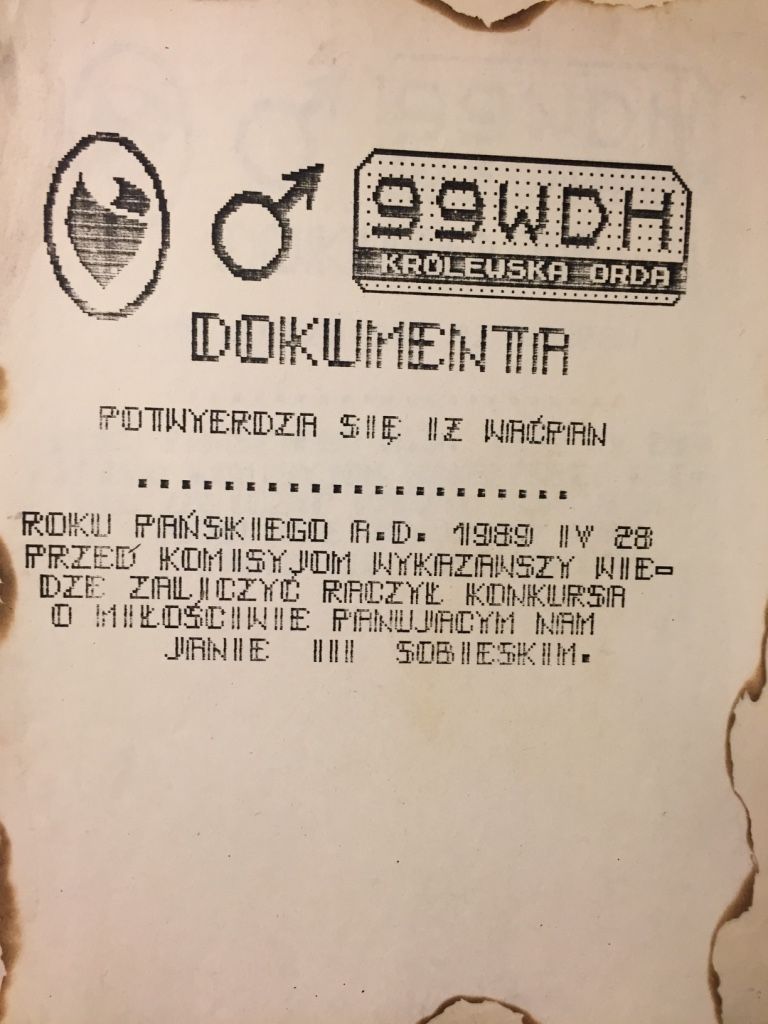 99WDH
KRÓLEWSKA ORDA
DOKUMENTA
POTWYERDZA SIĘ IZ WAĆPAN
........................
ROKU PAŃSKIEGO A.D. 1989 IV 28
PRZED KOMISYJOM WYKAZAWSZY WIE-
DZE ZALICZYĆ RACZYŁ KONKURSA
O MIŁOŚCIWIE PANUJACYM NAM
JANIE III SOBIESKIM.